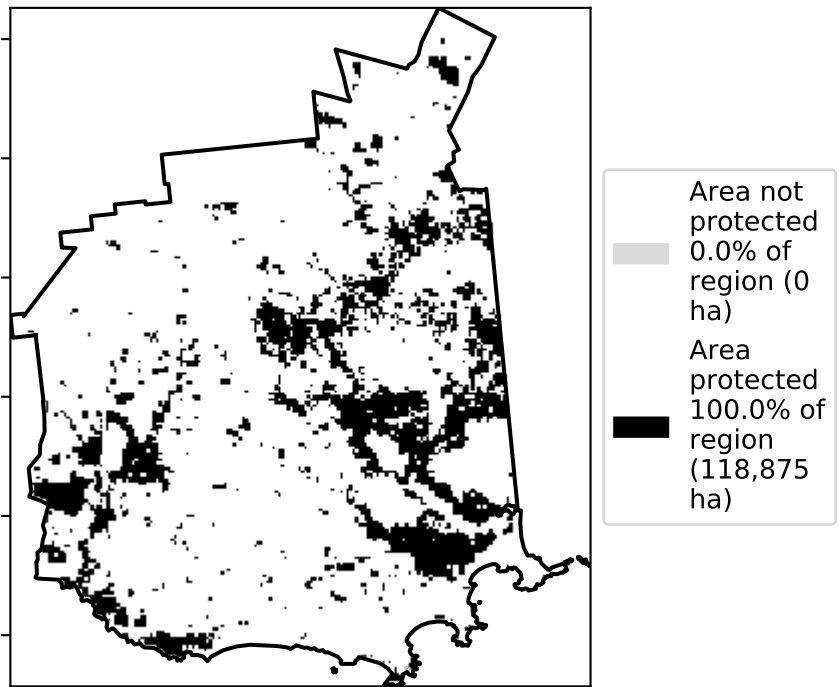 Area not
protected
0.0% of
region (0
ha)
Area
protected
100.0% of
region
(118,875
ha)